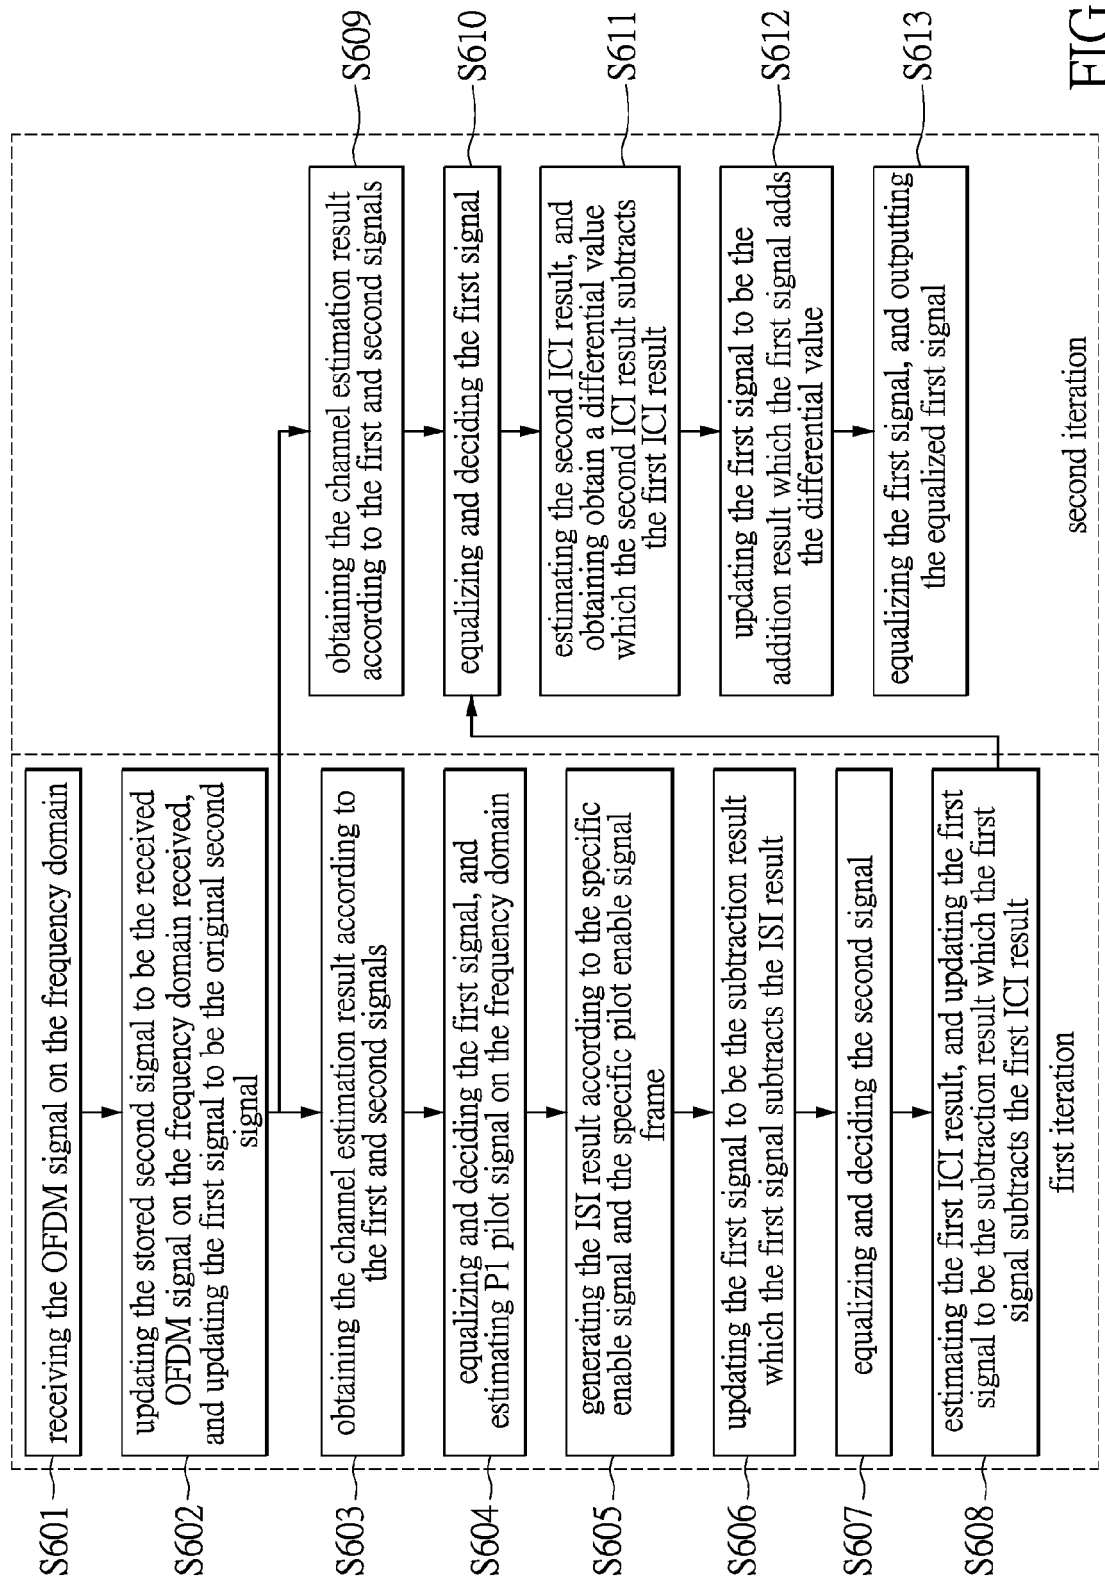 S601
receiving the OFDM signal on the frequency domain
S602
updating the stored second signal to be the received
OFDM signal on the frequency domain received,
and updating the first signal to be the original second
signal
S603
obtaining the channel estimation result according to
the first and second signals
S604
equalizing and deciding the first signal, and
estimating P1 pilot signal on the frequency domain
S605
generating the ISI result according to the specific
enable signal and the specific pilot enable signal
frame
S606
updating the first signal to be the subtraction result
which the first signal subtracts the ISI result
S607
equalizing and deciding the second signal
S608
estimating the first ICI result, and updating the first
signal to be the subtraction result which the first
signal subtracts the first ICI result
first iteration
obtaining the channel estimation result
according to the first and second signals
S609
equalizing and deciding the first signal
S610
estimating the second ICI result, and
obtaining obtain a differential value
which the second ICI result subtracts
the first ICI result
S611
updating the first signal to be the
addition result which the first signal adds
the differential value
S612
equalizing the first signal, and outputting
the equalized first signal
S613
second iteration
FIG